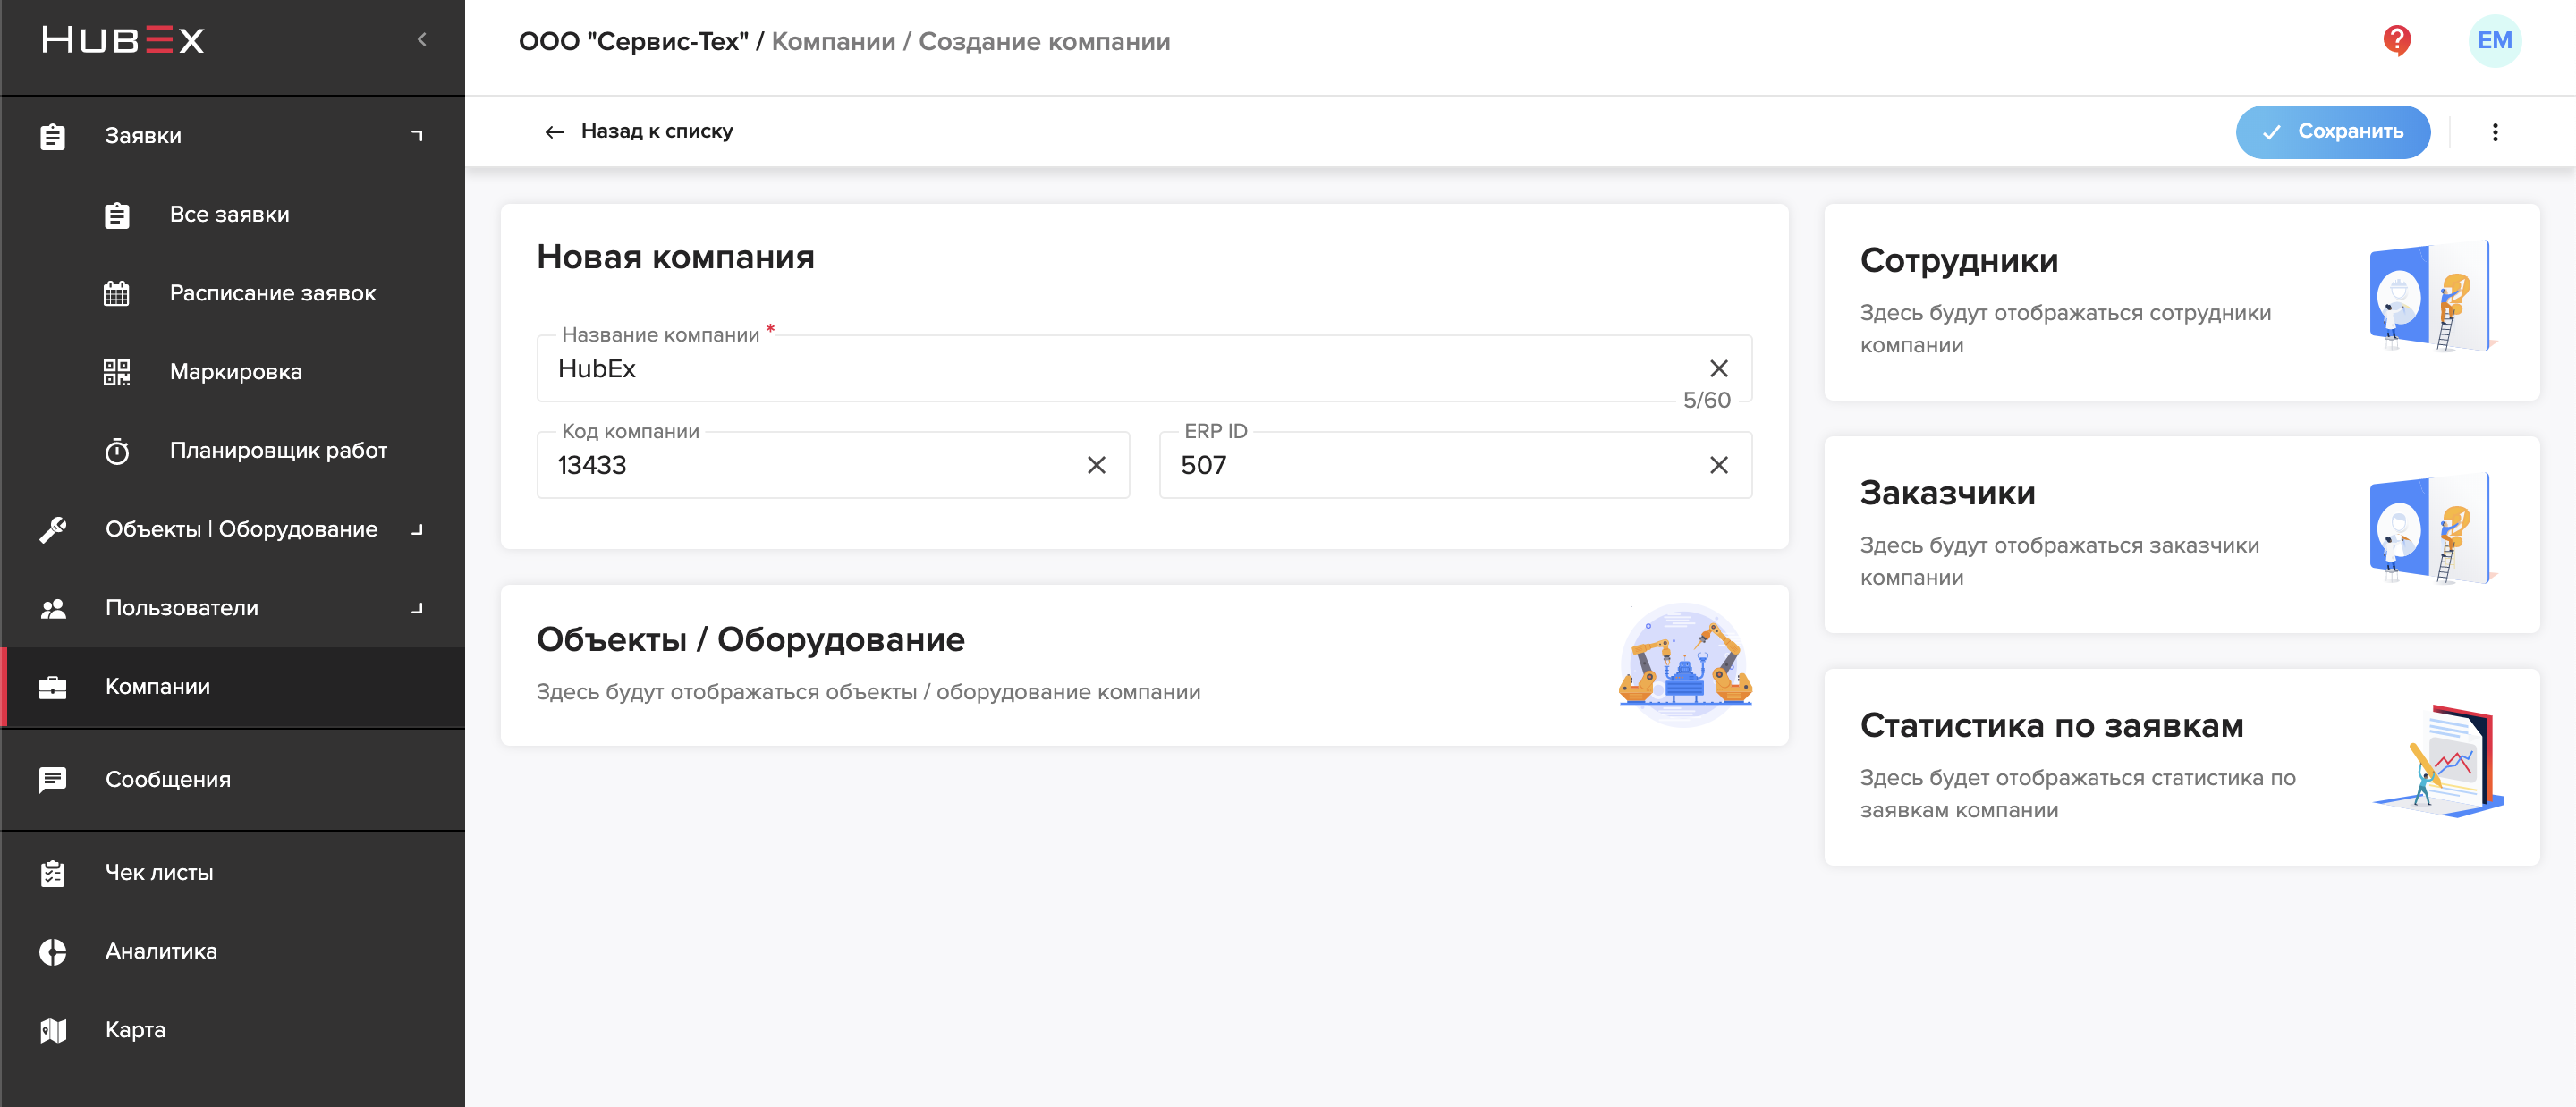 HUBEX
Заявки
Все заявки
Расписание заявок
Маркировка
Планировщик работ
Объекты | Оборудование
Пользователи
Компании
Сообщения
Чек листы
Аналитика
Карта
ООО "Сервис-Тех" / Компании / Создание компании
?
EM
Назад к списку
Сохранить
Новая компания
Название компании *
HubEx
5/60
Код компании
13433
ERP ID
507
Объекты / Оборудование
Здесь будут отображаться объекты / оборудование компании
Сотрудники
Здесь будут отображаться сотрудники
компании
Заказчики
Здесь будут отображаться заказчики
компании
Статистика по заявкам
Здесь будет отображаться статистика по
заявкам компании